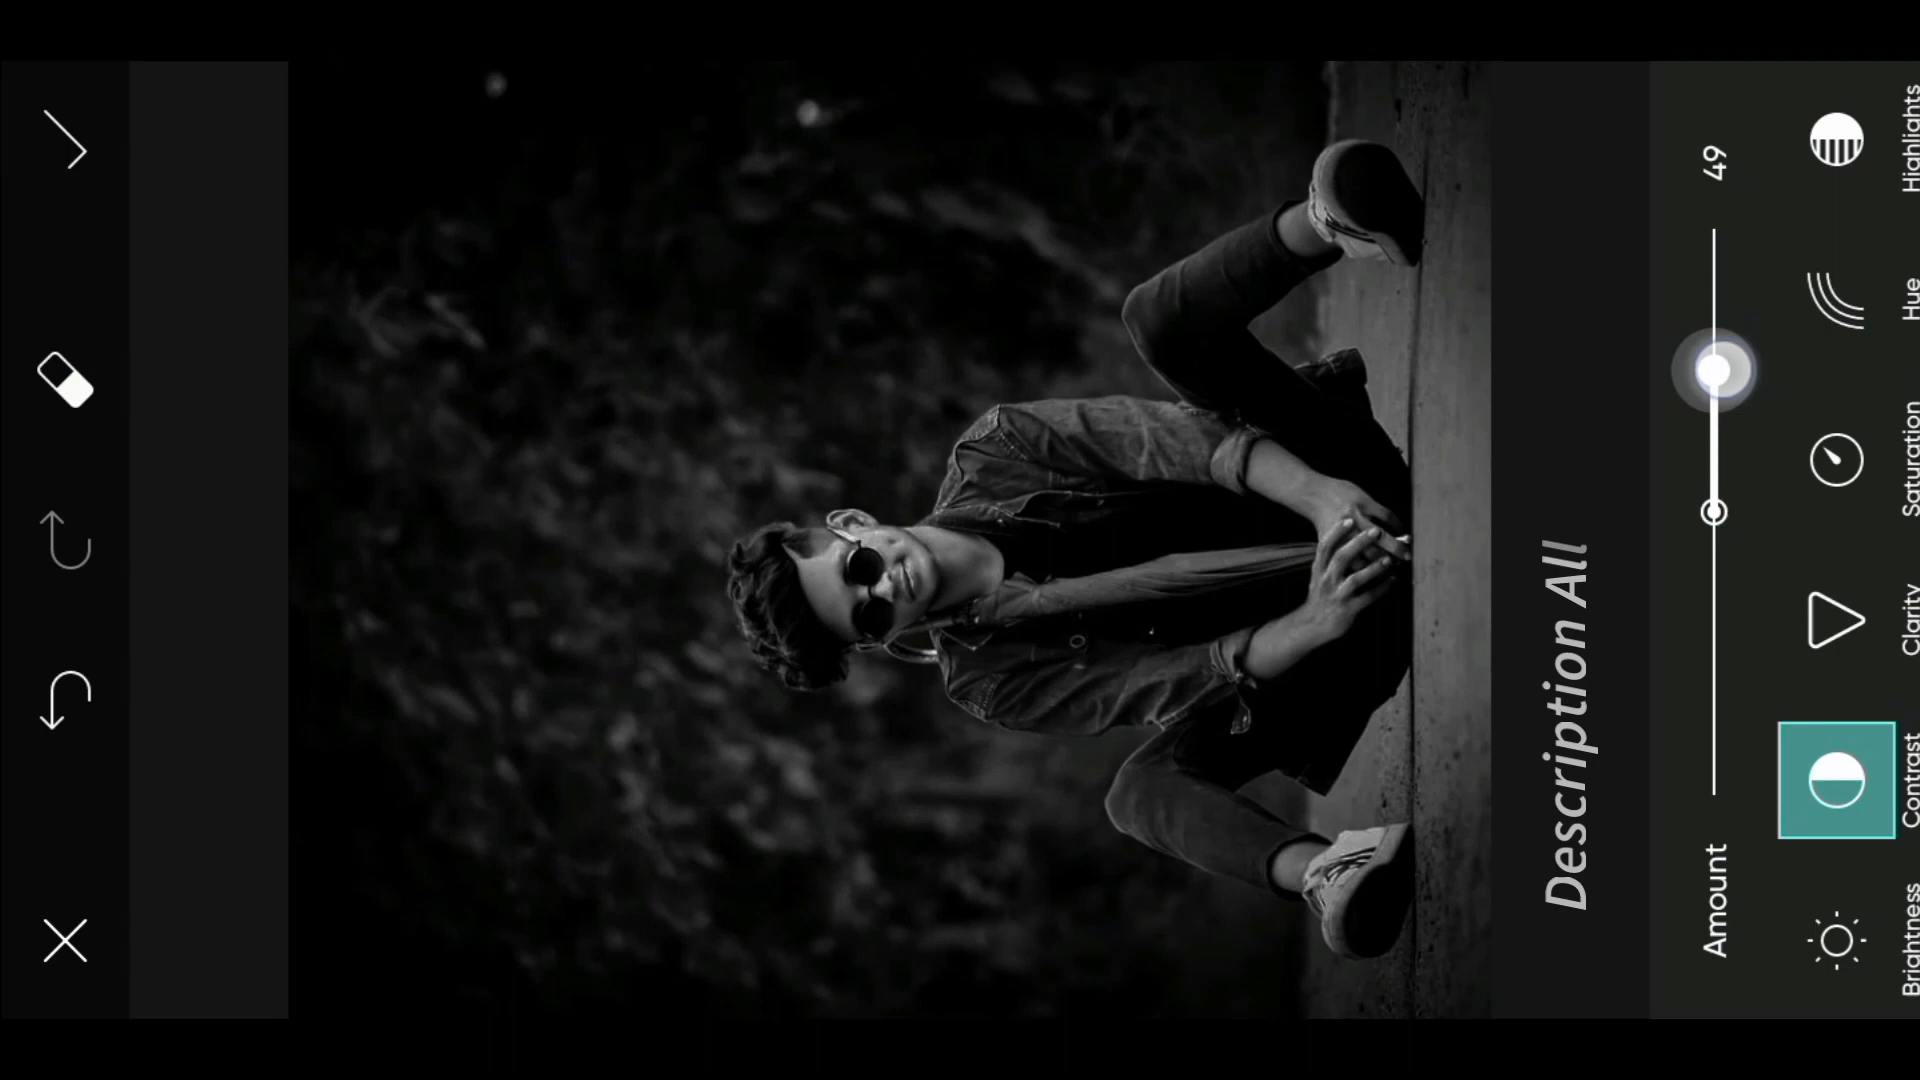 Description All
Amount
49
Brightness
Contrast
Clarity
Saturation
Hue
Highlights